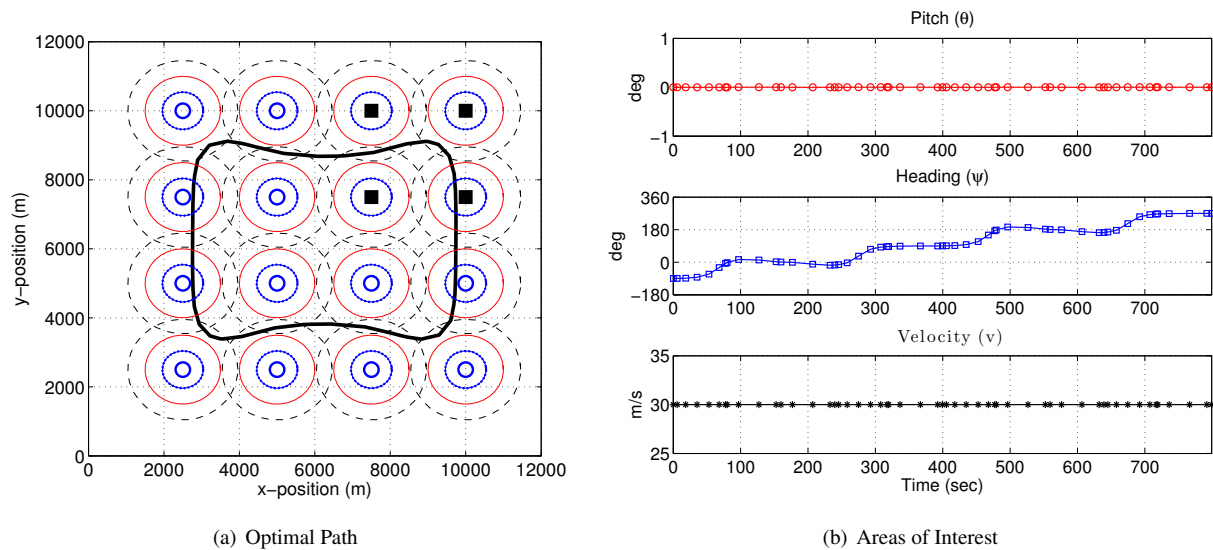 12000
10000
8000
6000
4000
2000
0
y−position (m)
0 2000 4000 6000 8000 10000 12000
x−position (m)
(a) Optimal Path
Pitch (θ)
1
0
−1
deg
0 100 200 300 400 500 600 700
Heading (ψ)
360
180
0
−180
deg
0 100 200 300 400 500 600 700
Velocity (v)
35
30
25
m/s
0 100 200 300 400 500 600 700
Time (sec)
(b) Areas of Interest